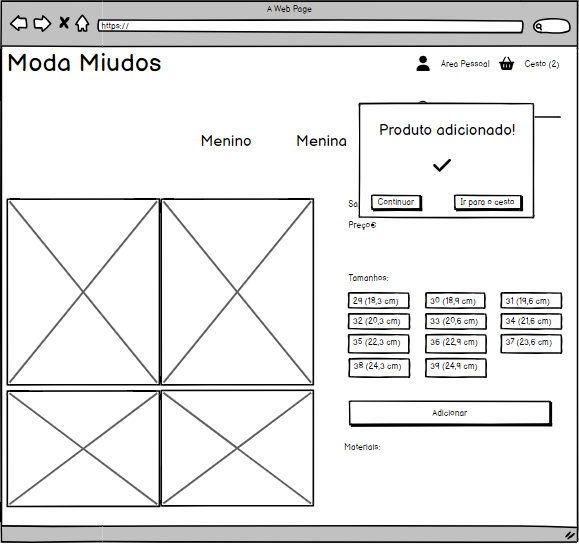 A Web Page
https://
Moda Miudos
Area Pessoal
Cesto (2)
Produto adicionado!
Menino
Menina
Continuar
Ir para o cesto
Preço€
Tamanhos:
29 (18,3 cm)
30 (18,9 cm)
31 (19,6 cm)
32 (20,3 cm)
33 (20,6 cm)
34 (21,6 cm)
35 (22,3 cm)
36 (22,9 cm)
37 (23,6 cm)
38 (24,3 cm)
39 (24,9 cm)
Adicionar
Materiais: